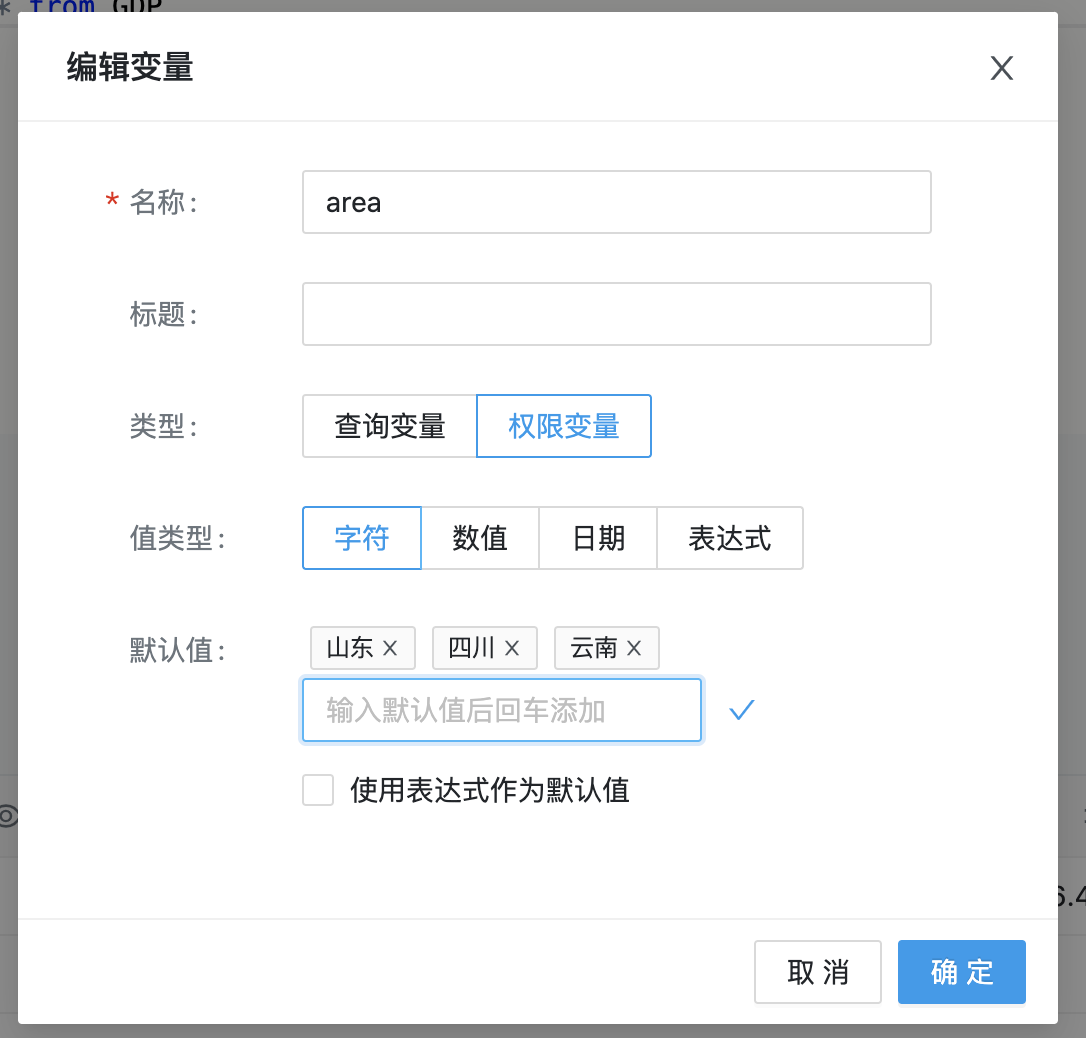 * from GDP
编辑变量
* 名称:
area
标题:
类型:
查询变量 权限变量
值类型:
字符 数值 日期 表达式
默认值:
山东 四川 云南
输入默认值后回车添加
使用表达式作为默认值
6.4
取 消 确 定